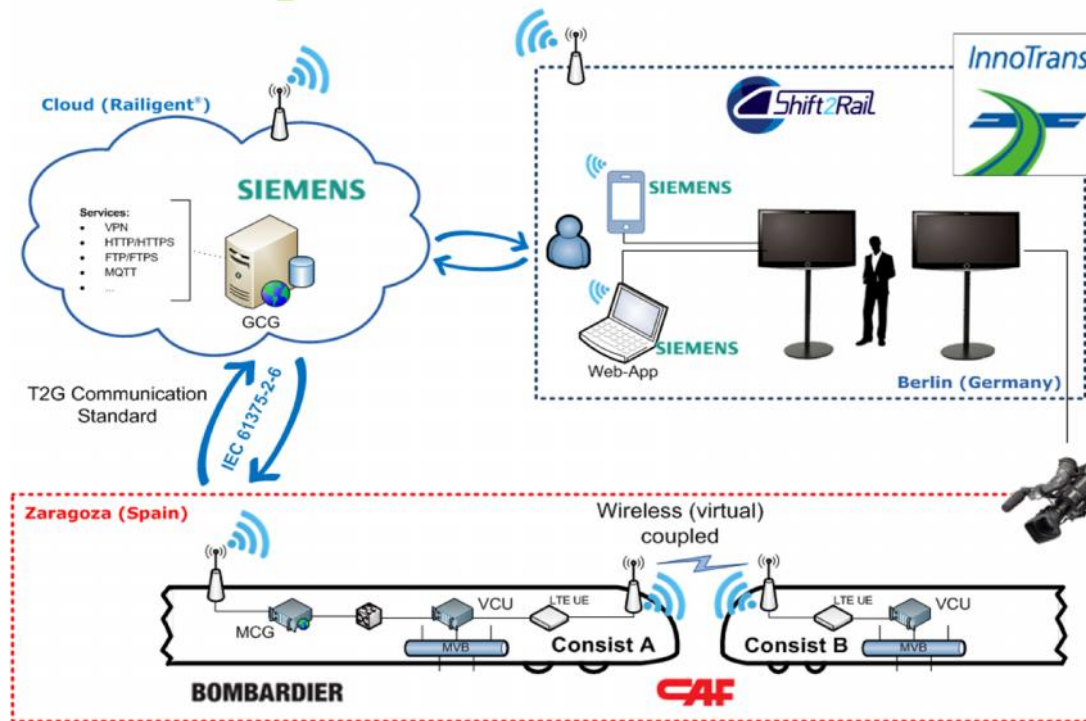 Cloud (Railigent®)
SIEMENS
Services:
• VPN
• HTTP/HTTPS
• FTP/FTPS
• MQTT
• ...
GCG
T2G Communication
Standard
IEC 61375-2-6
Shift2Rail
InnoTrans
SIEMENS
SIEMENS
Web-App
Berlin (Germany)
Zaragoza (Spain)
Wireless (virtual)
coupled
MCG
VCU
LTE UE
MVB
Consist A
LTE UE
VCU
Consist B
MVB
BOMBARDIER
CAF